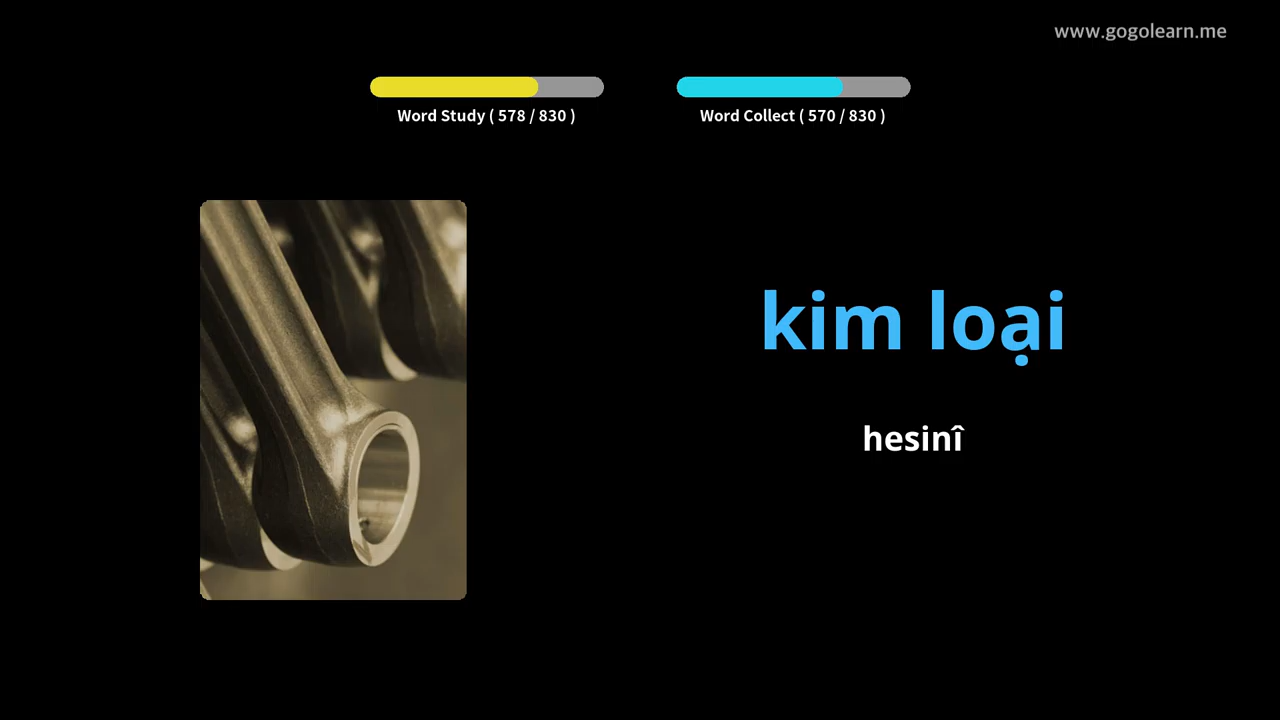 www.gogolearn.me
Word Study ( 578 / 830 )
Word Collect ( 570 / 830 )
kim loại
hesinî